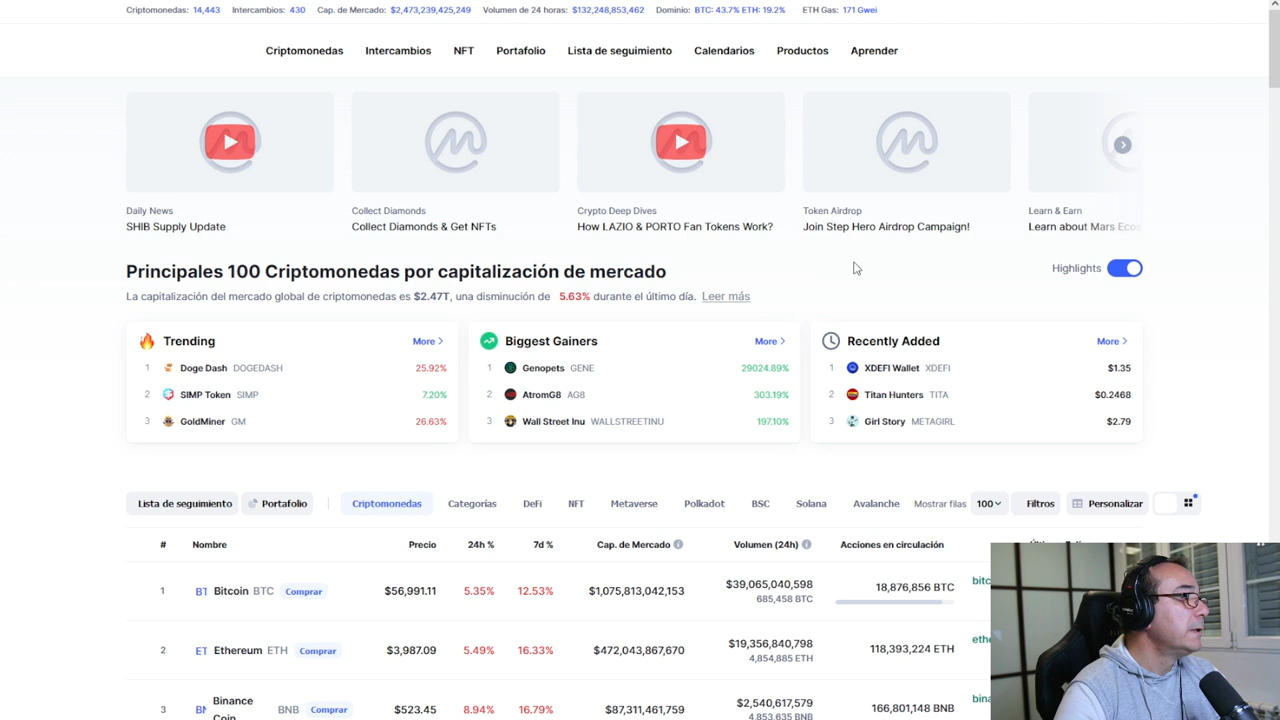 Criptomonedas: 14,443 Intercambios: 430 Cap. de Mercado: $2,473,239,425,249 Volumen de 24 horas: $132,248,853,462 Dominio: BTC: 43.7% ETH: 19.2% ETH Gas: 171 Gwei
Criptomonedas Intercambios NFT Portafolio Lista de seguimiento Calendarios Productos Aprender
Daily News Collect Diamonds Crypto Deep Dives Token Airdrop Learn & Earn
SHIB Supply Update Collect Diamonds & Get NFTs How LAZIO & PORTO Fan Tokens Work? Join Step Hero Airdrop Campaign! Learn about Mars Ecos
Principales 100 Criptomonedas por capitalización de mercado Highlights
La capitalización del mercado global de criptomonedas es $2.47T, una disminución de 5.63% durante el último día. Leer más
Trending More Biggest Gainers More Recently Added More
1 Doge Dash DOGEDASH 25.92% 1 Genopets GENE 29024.89% 1 XDEFI Wallet XDEFI $1.35
2 SIMP Token SIMP 7.20% 2 AtromG8 AG8 303.19% 2 Titan Hunters TITA $0.2468
3 GoldMiner GM 26.63% 3 Wall Street Inu WALLSTREETINU 197.10% 3 Girl Story METAGIRL $2.79
Lista de seguimiento Portafolio Criptomonedas Categorías DeFi NFT Metaverse Polkadot BSC Solana Avalanche Mostrar filas 100 Filtros Personalizar
# Nombre Precio 24h % 7d % Cap. de Mercado Volumen (24h) Acciones en circulación
1 BT Bitcoin BTC Comprar $56,991.11 5.35% 12.53% $1,075,813,042,153 $39,065,040,598 18,876,856 BTC bitc
685,458 BTC
2 ET Ethereum ETH Comprar $3,987.09 5.49% 16.33% $472,043,867,670 $19,356,840,798 118,393,224 ETH ethe
4,854,885 ETH
3 BN Binance Coin BNB Comprar $523.45 8.94% 16.79% $87,311,461,759 $2,540,617,579 166,801,148 BNB bina
4,853,635 BNB